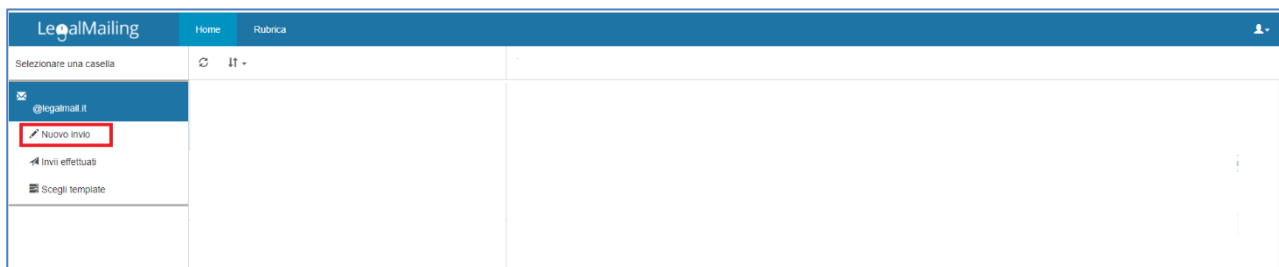 LegalMailing
Home Rubrica
Selezionare una casella
@legalmail.it
Nuovo invio
Invii effettuati
Scegli template